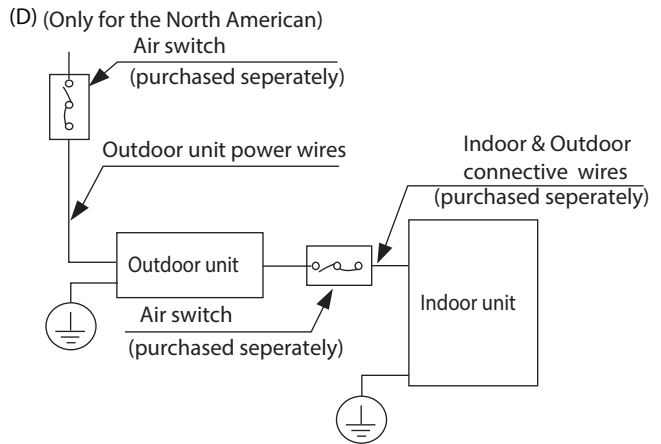 (D) (Only for the North American)
Air switch
(purchased seperately)
Outdoor unit power wires
Indoor & Outdoor
connective wires
(purchased seperately)
Outdoor unit
Indoor unit
Air switch
(purchased seperately)